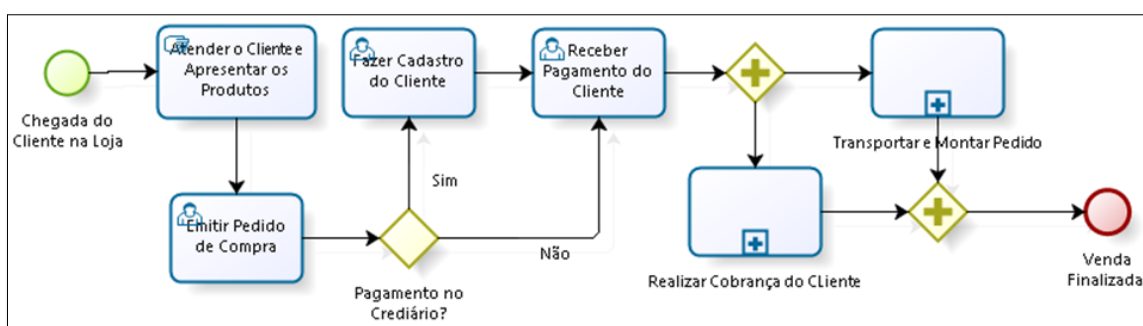 Chegada do
Cliente na Loja
Atender o Cliente e
Apresentar os
Produtos
Emitir Pedido
de Compra
Pagamento no
Crediário?
Sim
Não
Fazer Cadastro
do Cliente
Receber
Pagamento do
Cliente
Transportar e Montar Pedido
Realizar Cobrança do CLiente
Venda
Finalizada